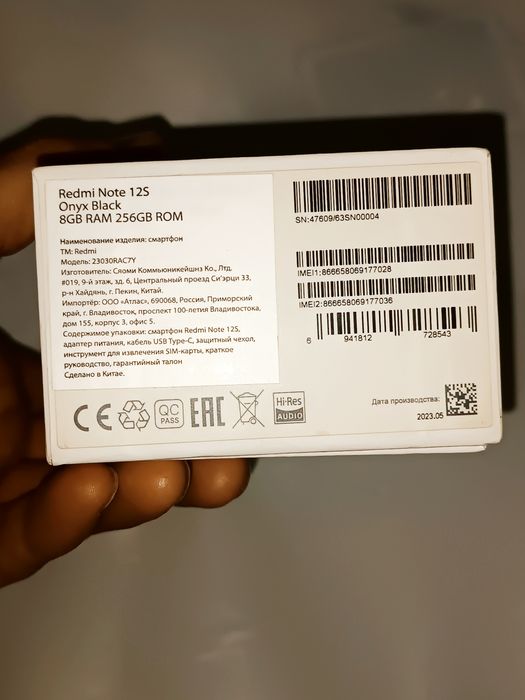 Redmi Note 12S
Onyx Black
8GB RAM 256GB ROM
Наименование изделия: смартфон
ТМ: Redmi
Модель: 23030RAC7Y
Изготовитель: Сяоми Коммьюникейшнз Ко., Лтд.
#019, 9-й этаж, зд. 6, Центральный проезд Си'эрци 33,
р-н Хайдянь, г. Пекин, Китай.
Импортёр: ООО «Атлас», 690068, Россия, Приморский
край, г. Владивосток, проспект 100-летия Владивостока,
дом 155, корпус 3, офис 5.
Содержимое упаковки: смартфон Redmi Note 12S,
адаптер питания, кабель USB Type-C, защитный чехол,
инструмент для извлечения SIM-карты, краткое
руководство, гарантийный талон
Сделано в Китае.
CE
QC
PASS
EAC
Hi-Res
AUDIO
SN:47609/63SN00004
IMEI1:866658069177028
IMEI2:866658069177036
6 941812 728543
Дата производства:
2023.05